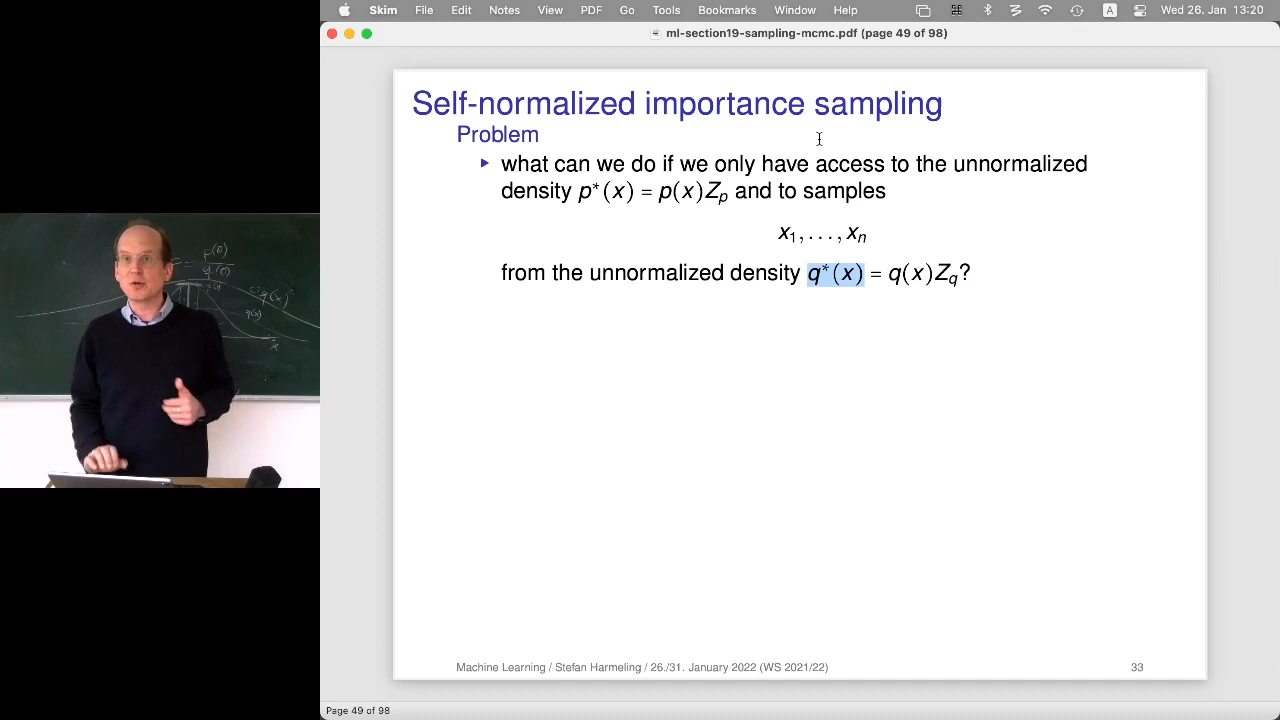 Skim File Edit View Go Tools Bookmarks Window Help A Wed 26. Jan 13:20
ml-section19-sampling-mcmc.pdf (page 49 of 98)
Self-normalized importance sampling
Problem
▶ what can we do if we only have access to the unnormalized
density p*(x) = p(x)Z_p and to samples
x_1, . . . , x_n
from the unnormalized density q*(x) = q(x)Z_q?
Machine Learning / Stefan Harmeling / 26./31. January 2022 (WS 2021/22) 33
Page 49 of 98